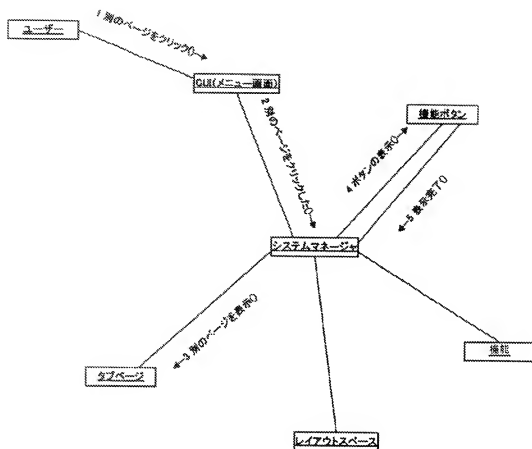 ユーザー
1 別のページをクリック()→
GUI(メニュー画面)
2 別のページをクリックした()→
機能ボタン
4 ボタンの表示()→
←5 表示完了()
システムマネージャ
←3 別のページを表示()
タブページ
機能
レイアウトスペース